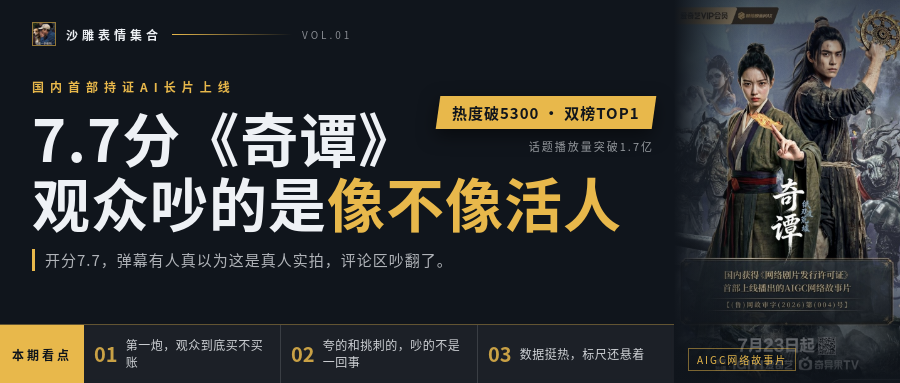 沙雕表情集合
VOL.01
国内首部持证AI长片上线
7.7分《奇谭》
热度破5300 · 双榜TOP1
话题播放量突破1.7亿
观众吵的是像不像活人
开分7.7，弹幕有人真以为这是真人实拍，评论区吵翻了。
本期看点
01
第一炮，观众到底买不买
账
02
夸的和挑刺的，吵的不是
一回事
03
数据挺热，标尺还悬着
VIP会员
奇谭
国内获得《网络剧片发行许可证》
首部上线播出的AIGC网络故事片
7月23日起
AIGC网络故事片